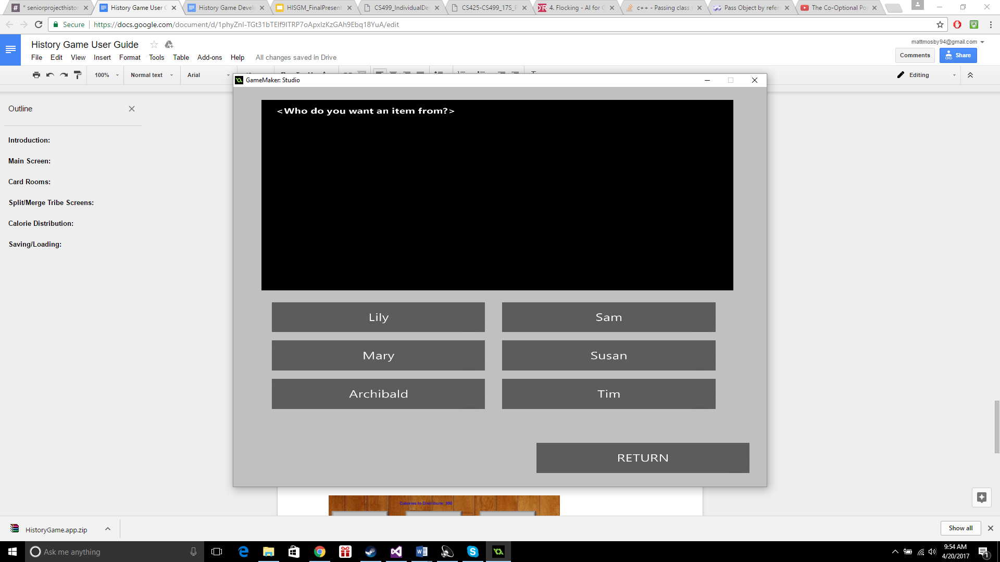 * seniorprojecthistor
History Game User G
History Game Devel
HISGM_FinalPresent
CS499_IndividualDe
CS425-CS499_17S_P
4. Flocking - AI for G
c++ - Passing class
Pass Object by refer
The Co-Optional Po
Secure
https://docs.google.com/document/d/1phyZnI-TGt31bTEIf9ITRP7oApxlzKzGAh9Ebq18YuA/edit
History Game User Guide
mattmosby94@gmail.com
File Edit View Insert Format Tools Table Add-ons Help All changes saved in Drive
Comments
Share
100% Normal text Arial
Editing
GameMaker: Studio
Outline
Introduction:
Main Screen:
Card Rooms:
Split/Merge Tribe Screens:
Calorie Distribution:
Saving/Loading:
<Who do you want an item from?>
Lily
Sam
Mary
Susan
Archibald
Tim
RETURN
Calories to Distribute: 300
HistoryGame.app.zip
Show all
Ask me anything
9:54 AM
4/20/2017
1